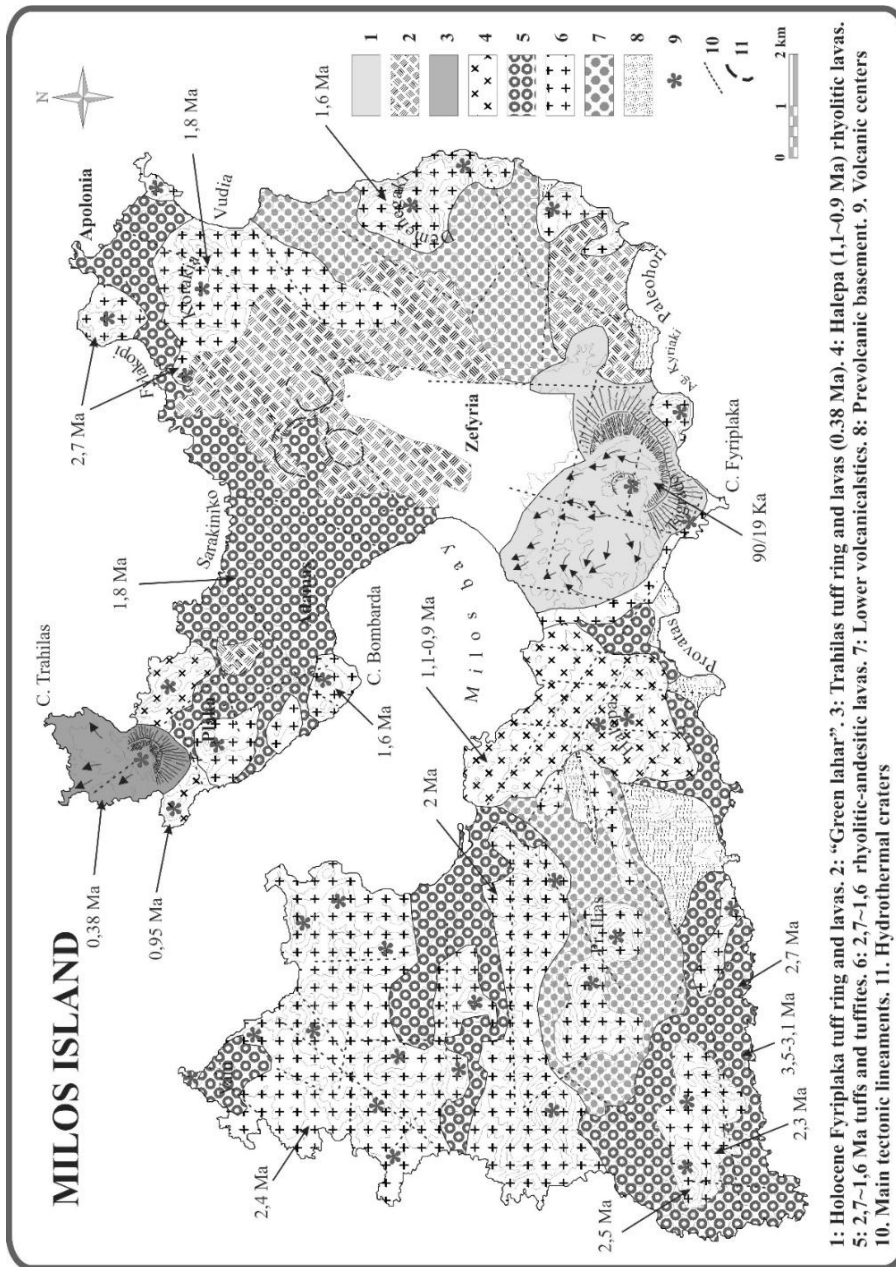 MILOS ISLAND
N
C. Trahilas
0,38 Ma
0,95 Ma
Plaka
1,8 Ma
Sarakiniko
2,7 Ma
Fylakopi
Apolonia
Vudia
1,8 Ma
1,6 Ma
Adamas
C. Bombarda
1,6 Ma
Milos bay
1,1-0,9 Ma
Zefyria
2,4 Ma
2 Ma
Halepa
Pr. Ilias
Provatas
90/19 Ka
C. Fyriplaka
Ag. Kyriaki
Paleohori
2,5 Ma
2,3 Ma
3,5-3,1 Ma
2,7 Ma
1
2
3
4
5
6
7
8
9
10
11
0 1 2 km
1: Holocene Fyriplaka tuff ring and lavas. 2: “Green lahar”. 3: Trahilas tuff ring and lavas (0.38 Ma). 4: Halepa (1,1~0,9 Ma) rhyolitic lavas.
5: 2,7~1,6 Ma tuffs and tuffites. 6: 2,7~1,6 rhyolitic-andesitic lavas. 7: Lower volcanicalstics. 8: Prevolcanic basement. 9. Volcanic centers
10. Main tectonic lineaments. 11. Hydrothermal craters